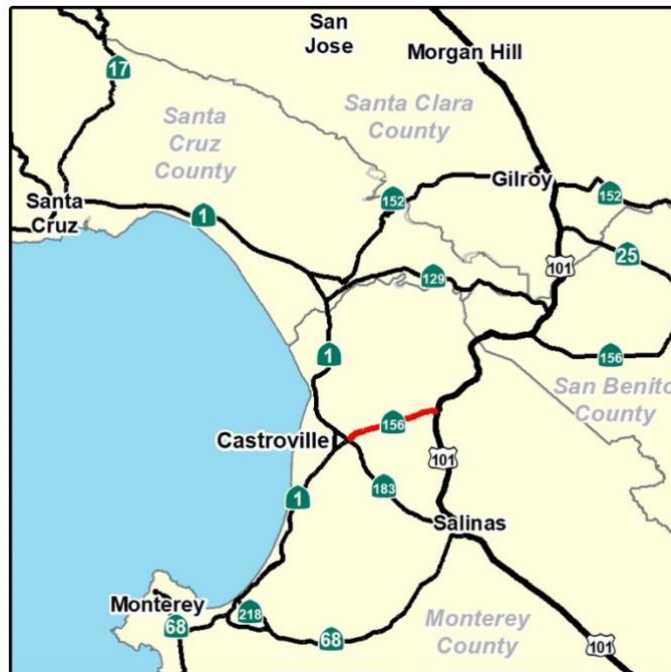 San
Jose
Morgan Hill
17
Santa
Cruz
County
Santa Clara
County
Gilroy
152
152
Santa
Cruz
1
25
101
129
1
156
San Benito
County
156
Castroville
101
183
1
Salinas
Monterey
218
68
68
Monterey
County
101